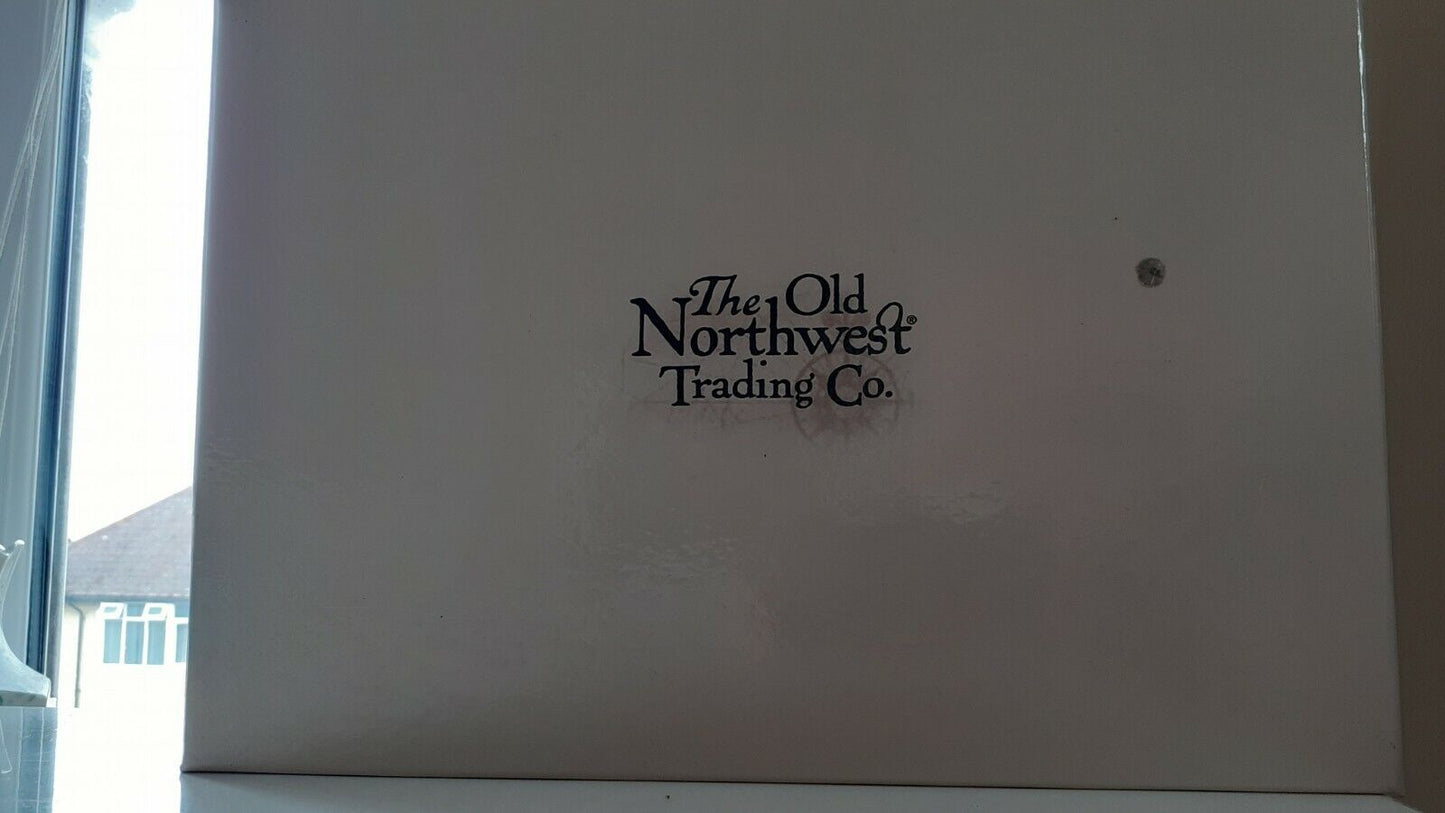 The Old
Northwest®
Trading Co.